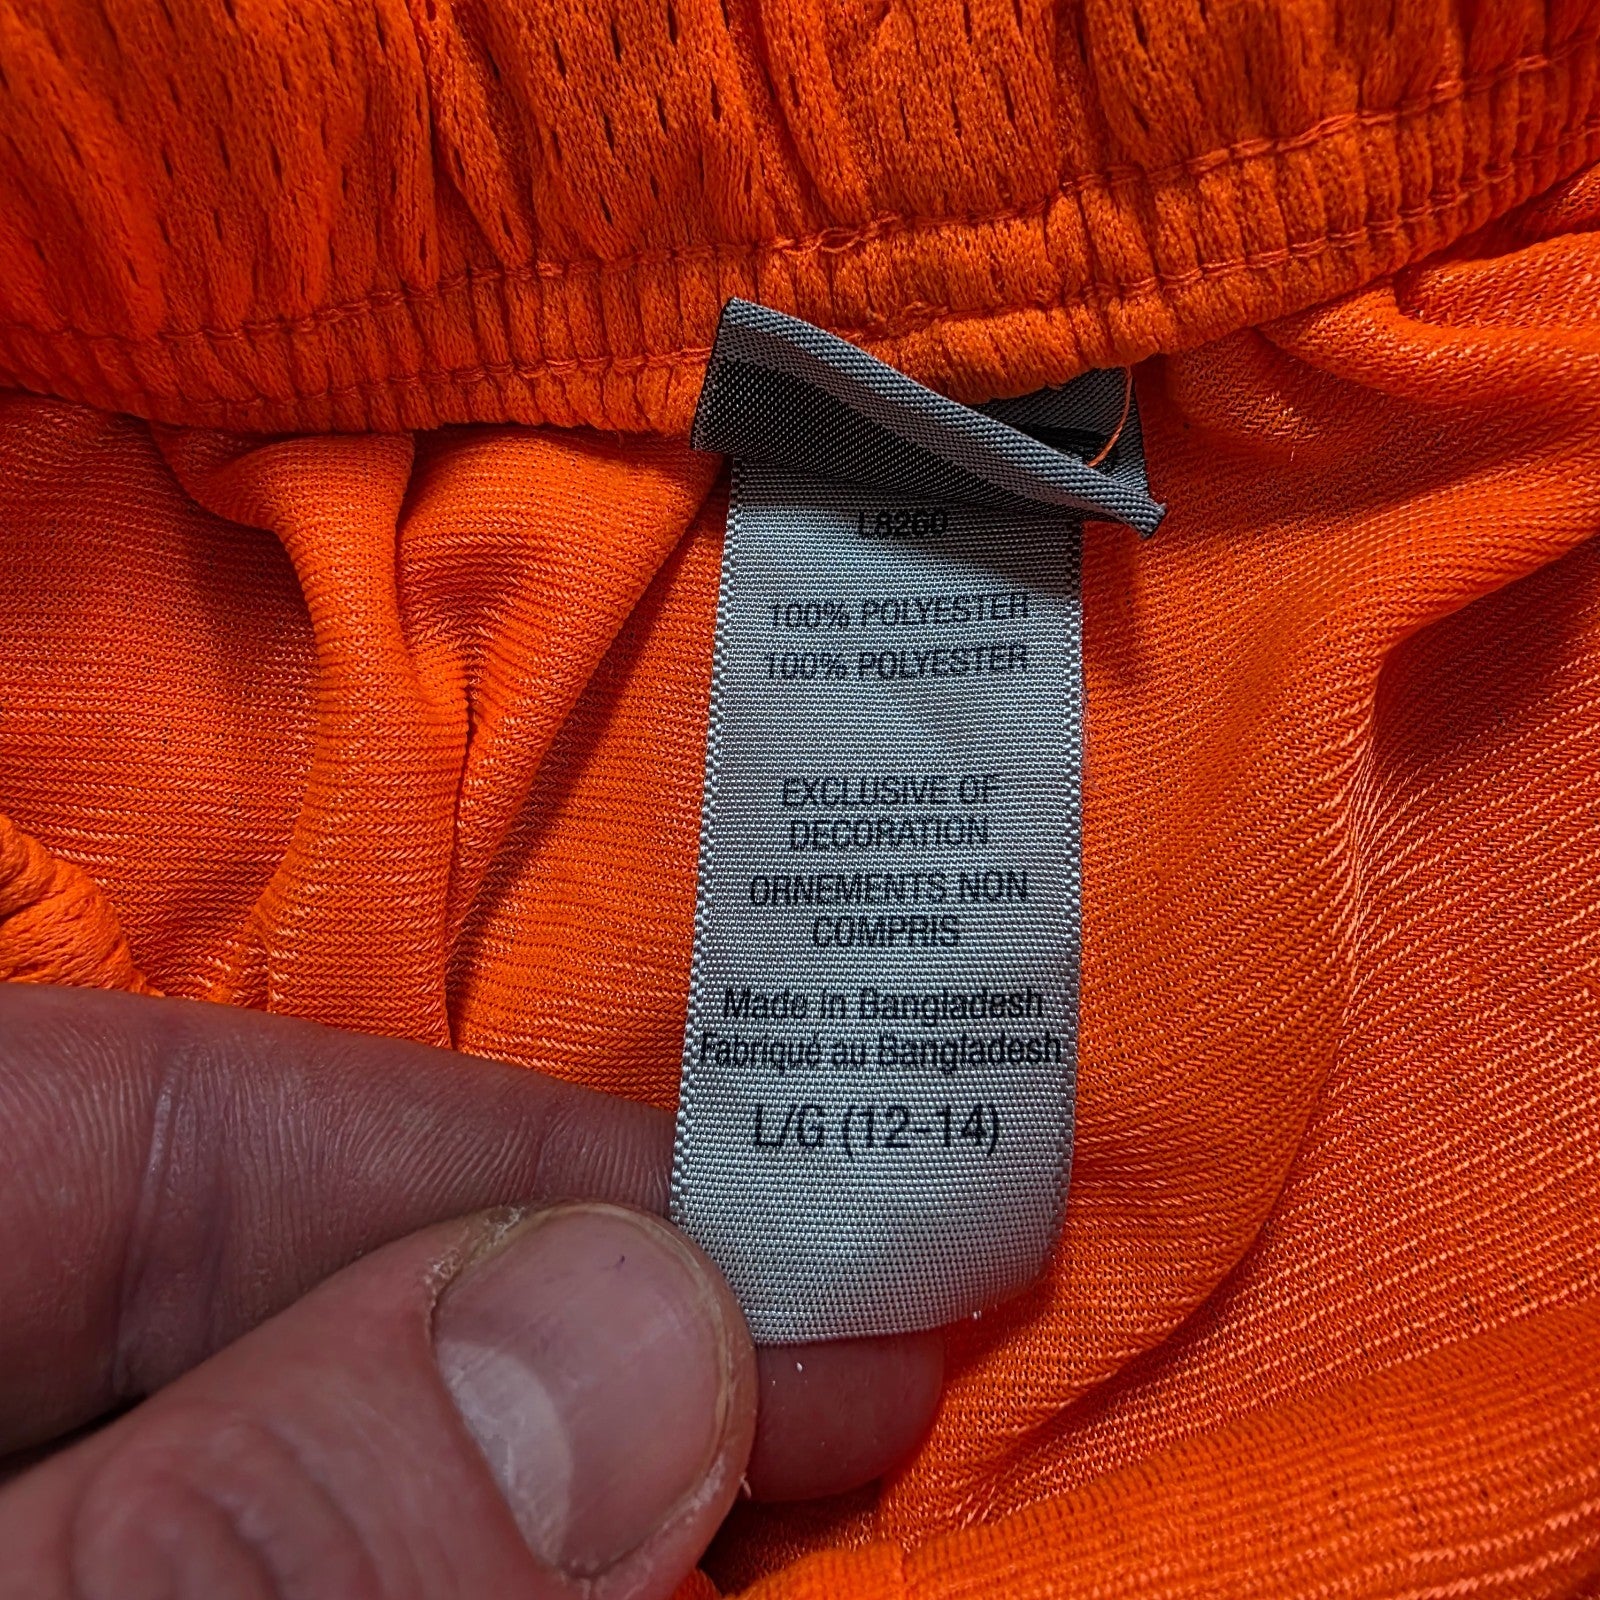 L8260
100% POLYESTER
100% POLYESTER
EXCLUSIVE OF
DECORATION
ORNEMENTS NON
COMPRIS
Made in Bangladesh
Fabriqué au Bangladesh
L/G (12-14)